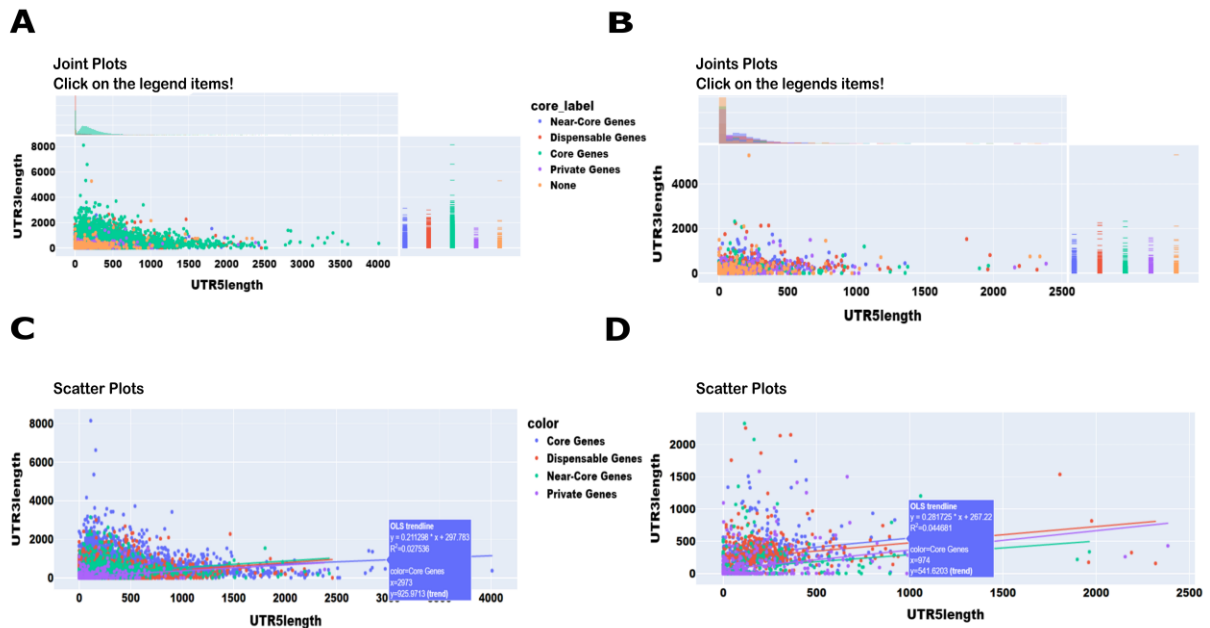 A
B
Joint Plots
Click on the legend items!
Joints Plots
Click on the legends items!
core_label
Near-Core Genes
Dispensable Genes
Core Genes
Private Genes
None
UTR3length
8000
6000
4000
2000
0
0 500 1000 1500 2000 2500 3000 3500 4000
UTR5length
UTR3length
4000
2000
0
0 500 1000 1500 2000 2500
UTR5length
C
D
Scatter Plots
Scatter Plots
color
Core Genes
Dispensable Genes
Near-Core Genes
Private Genes
UTR3length
8000
6000
4000
2000
0
OLS trendline
y = 0.211298 * x + 297.783
R²=0.027536
color=Core Genes
x=2973
y=925.9713 (trend)
0 500 1000 1500 2000 2500 3000 4000
UTR5length
UTR3length
2000
1500
1000
500
0
OLS trendline
y = 0.281725 * x + 267.22
R²=0.044681
color=Core Genes
x=974
y=541.6203 (trend)
0 500 1000 1500 2000 2500
UTR5length